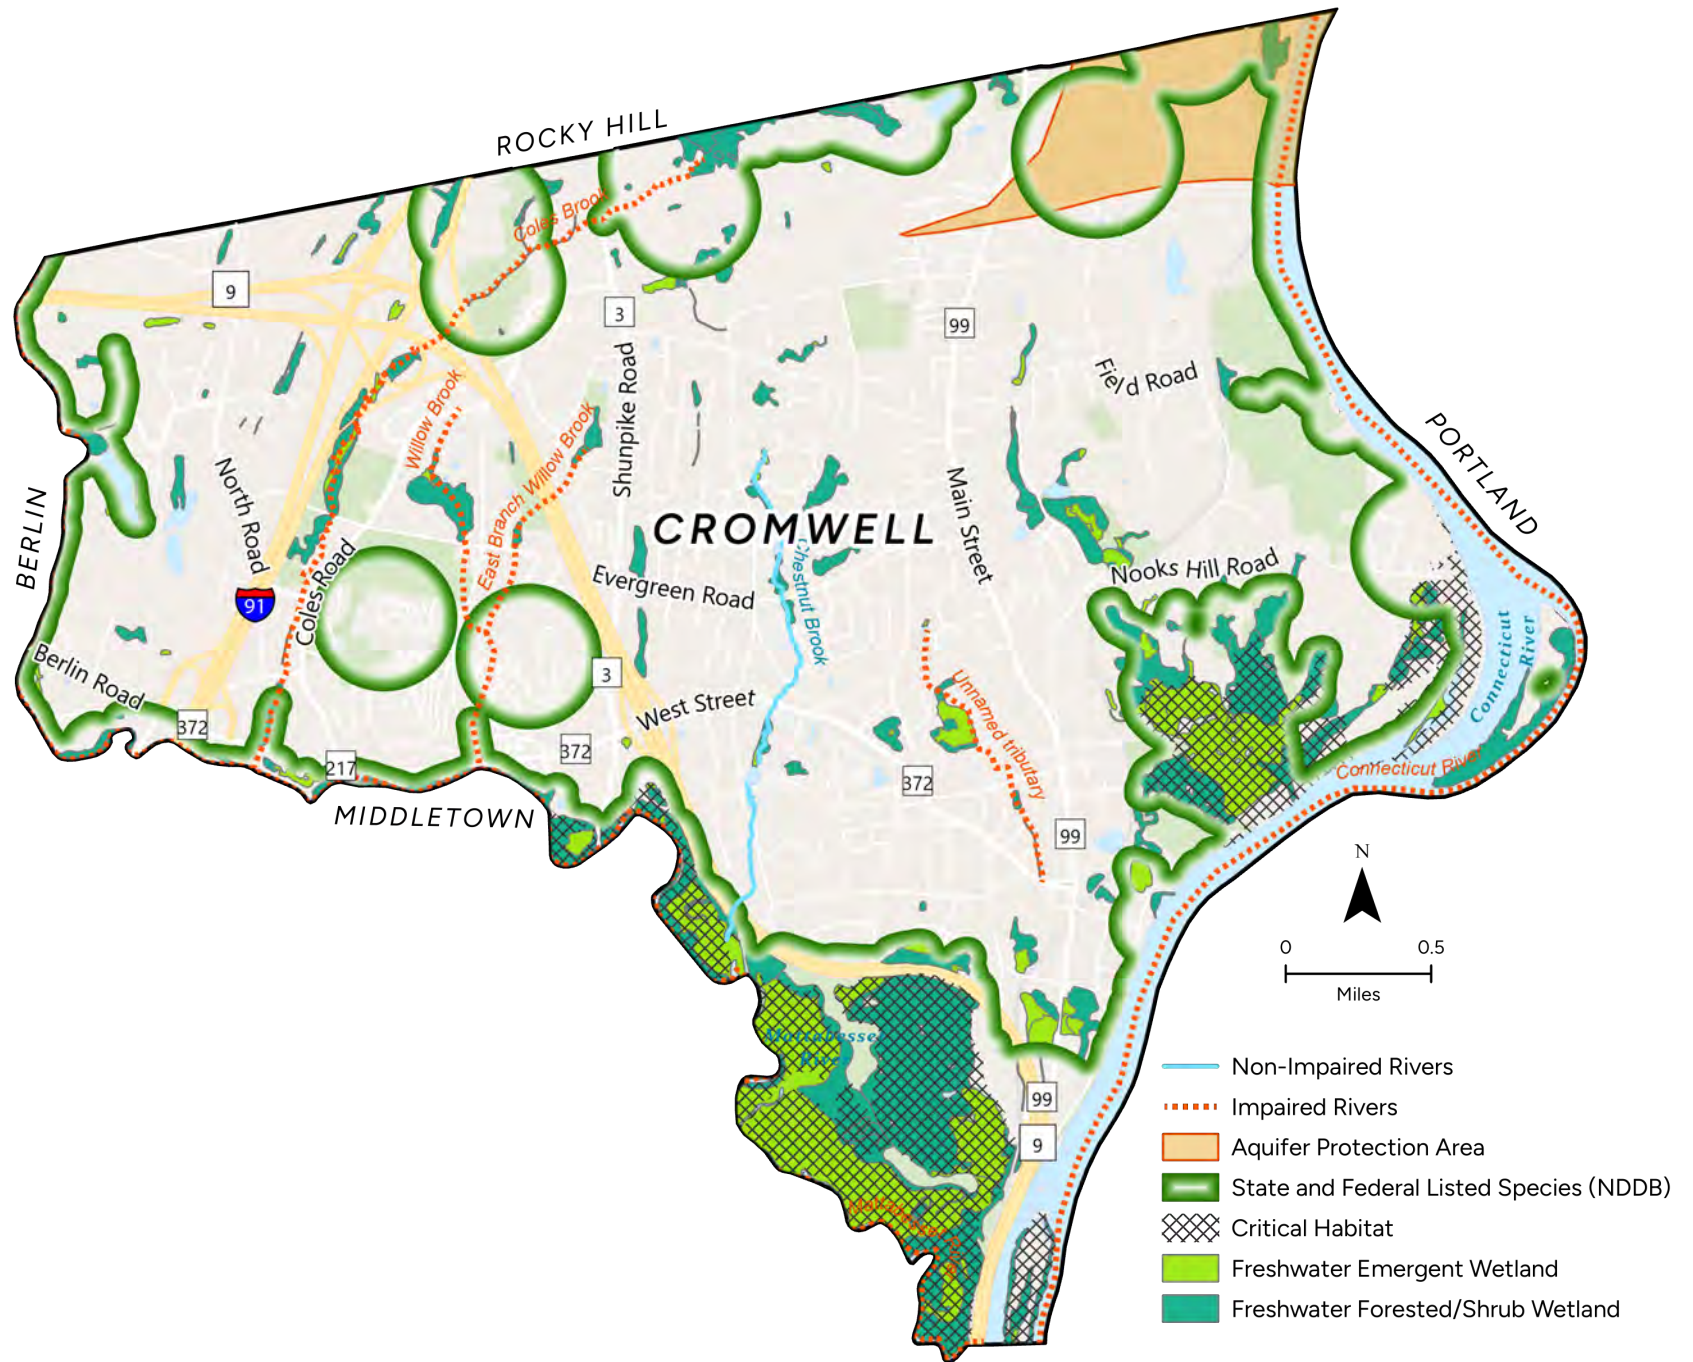 ROCKY HILL
Coles Brook
9
3
99
Field Road
PORTLAND
Willow Brook
East Branch Willow Brook
Shunpike Road
North Road
BERLIN
CROMWELL
Main Street
Chestnut Brook
Evergreen Road
Nooks Hill Road
91
Coles Road
Connecticut
River
Berlin Road
3
West Street
Unnamed tributary
372
372
217
372
Connecticut River
MIDDLETOWN
99
N
0
0.5
Miles
Mattabesset
River
99
9
Non-Impaired Rivers
Impaired Rivers
Aquifer Protection Area
State and Federal Listed Species (NDDB)
Critical Habitat
Freshwater Emergent Wetland
Freshwater Forested/Shrub Wetland